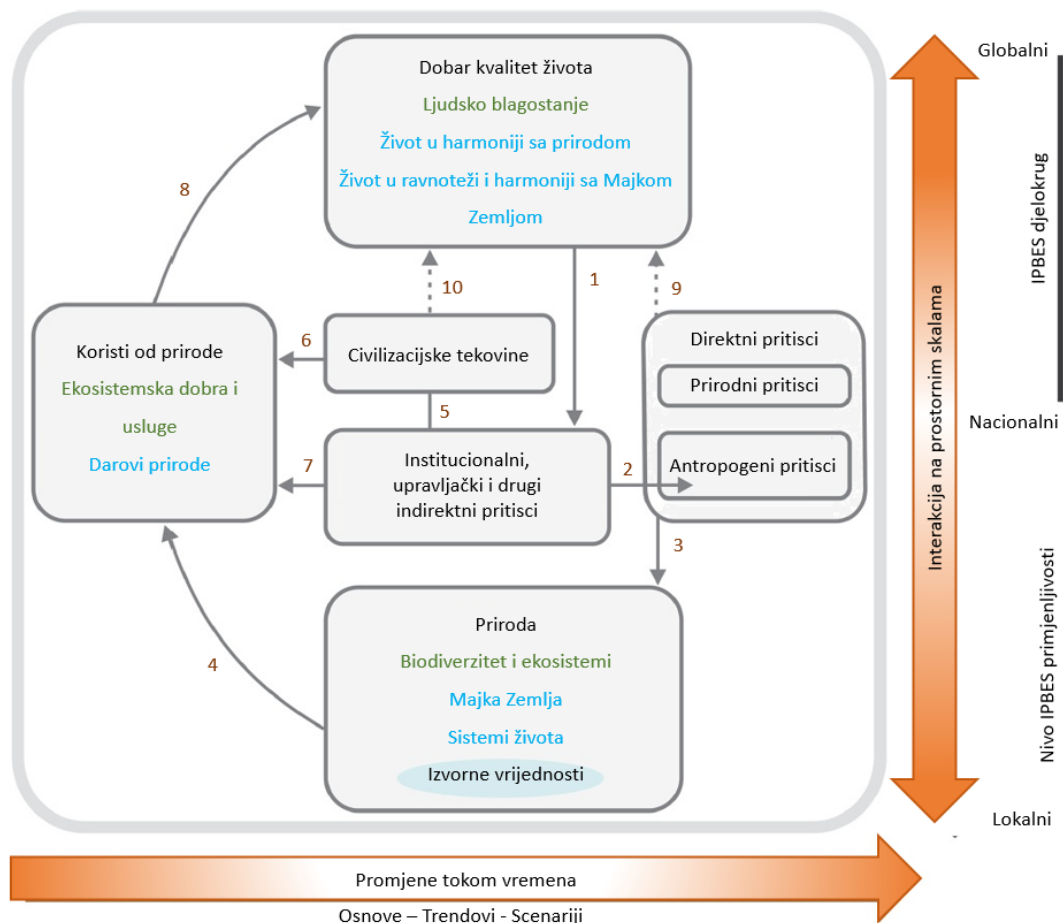 Dobar kvalitet života
Ljudsko blagostanje
Život u harmoniji sa prirodom
Život u ravnoteži i harmoniji sa Majkom
Zemljom
8
10
1
9
Koristi od prirode
Ekosistemska dobra i
usluge
Darovi prirode
6
Civilizacijske tekovine
5
7
Institucionalni,
upravljački i drugi
indirektni pritisci
2
Direktni pritisci
Prirodni pritisci
Antropogeni pritisci
3
4
Priroda
Biodiverzitet i ekosistemi
Majka Zemlja
Sistemi života
Izvorne vrijednosti
Interakcija na prostornim skalama
Globalni
IPBES djelokrug
Nacionalni
Nivo IPBES primjenljivosti
Lokalni
Promjene tokom vremena
Osnove – Trendovi - Scenariji